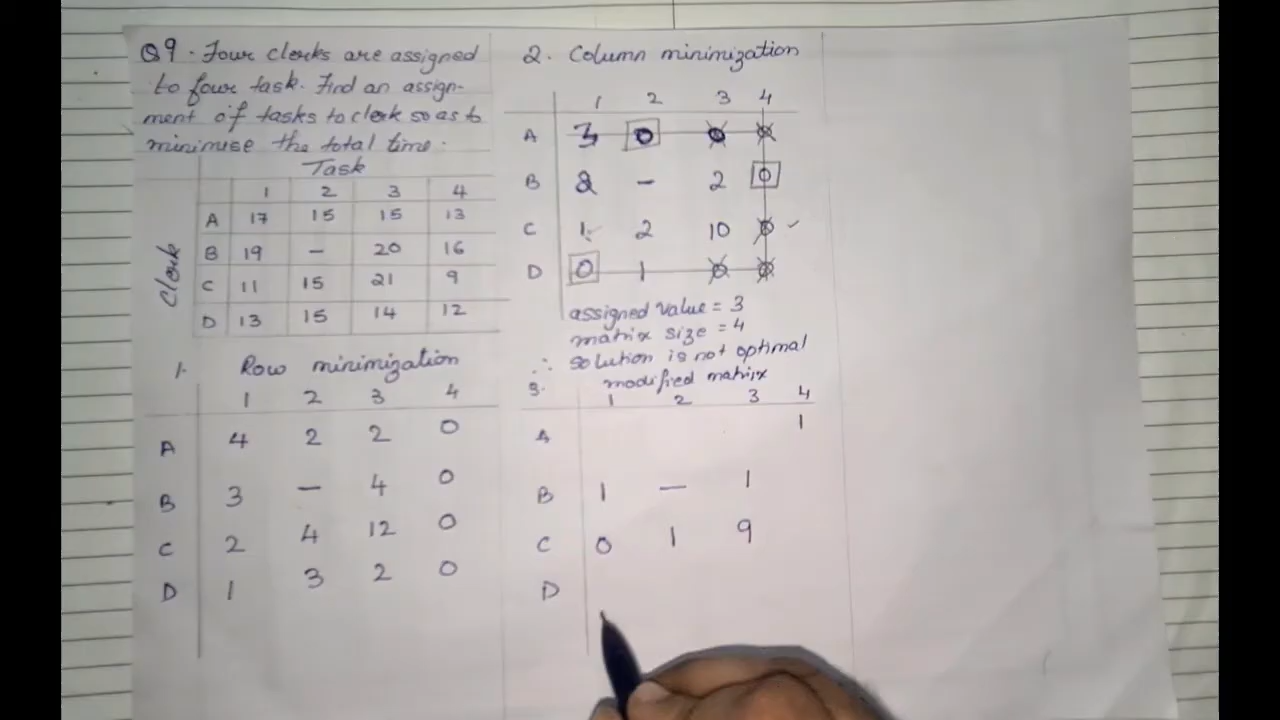 Q9. Four clerks are assigned
to four task. Find an assign-
ment of tasks to clerk so as to
minimise the total time.
Task
1 2 3 4
A 17 15 15 13
B 19 — 20 16
C 11 15 21 9
D 13 15 14 12
Clerk
1. Row minimization
1 2 3 4
A 4 2 2 0
B 3 — 4 0
C 2 4 12 0
D 1 3 2 0
2. Column minimization
1 2 3 4
A 3 0 0 0
B 2 — 2 0
C 1 2 10 0 ✓
D 0 1 0 0
assigned value = 3
matrix size = 4
∴ solution is not optimal
3. modified matrix
1 2 3 4
A 1
B 1 — 1
C 0 1 9
D